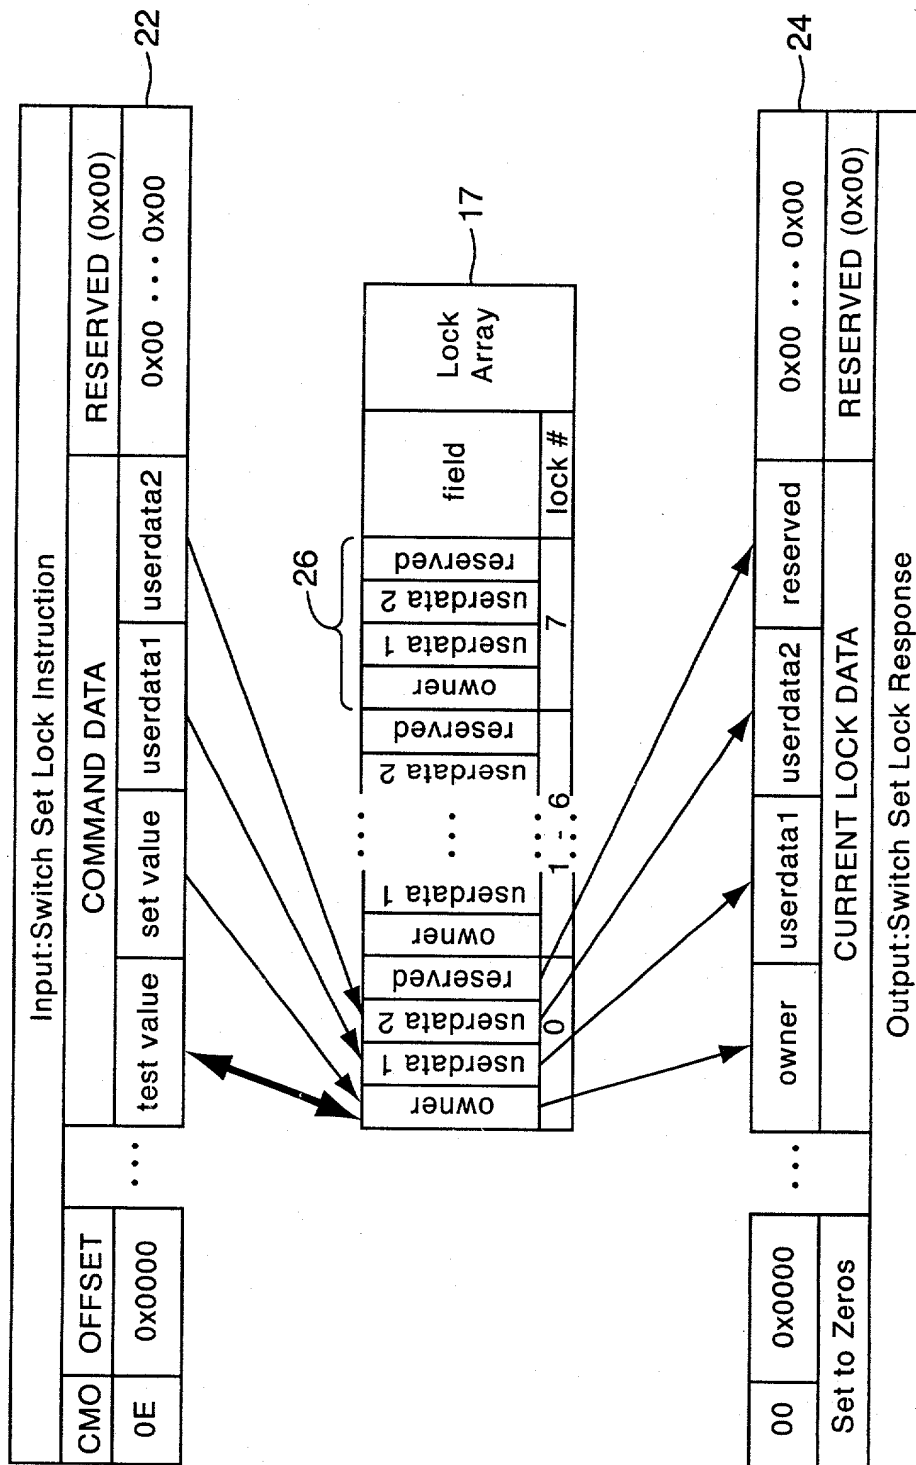 Input:Switch Set Lock Instruction
CMO OFFSET COMMAND DATA RESERVED (0x00)
0E 0x0000 ... test value set value userdata1 userdata2 0x00 ... 0x00
22
26
17
owner userdata 1 userdata 2 reserved owner userdata 1 ... userdata 2 reserved owner userdata 1 userdata 2 reserved field Lock Array
0 1 - 6 7 lock #
24
00 0x0000 ... owner userdata1 userdata2 reserved 0x00 ... 0x00
Set to Zeros CURRENT LOCK DATA RESERVED (0x00)
Output:Switch Set Lock Response